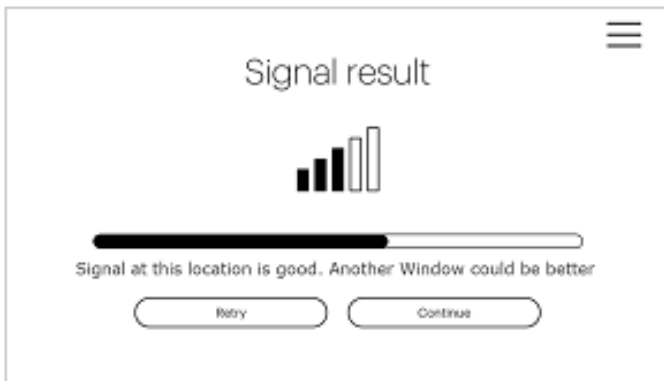 Signal result
Signal at this location is good. Another Window could be better
Retry
Continue